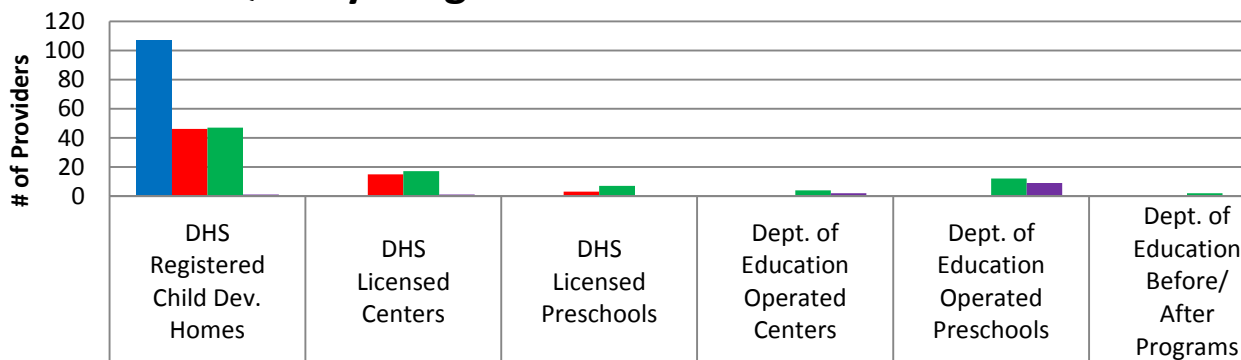 120
100
80
60
40
20
0
# of Providers
DHS
Registered
Child Dev.
Homes
DHS
Licensed
Centers
DHS
Licensed
Preschools
Dept. of
Education
Operated
Centers
Dept. of
Education
Operated
Preschools
Dept. of
Education
Before/
After
Programs